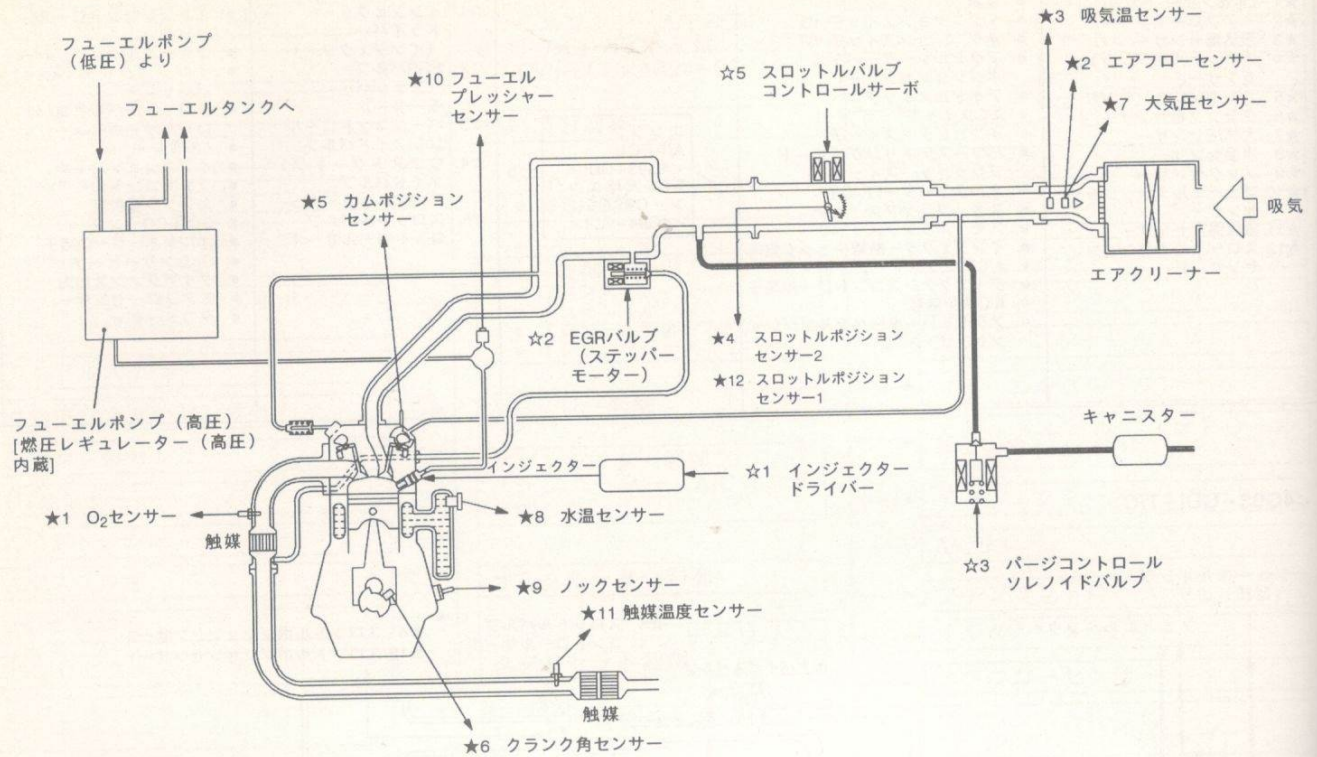 ★3 吸気温センサー
★2 エアフローセンサー
★7 大気圧センサー
吸気
エアクリーナー
フューエルポンプ
（低圧）より
フューエルタンクへ
★10 フューエル
プレッシャー
センサー
☆5 スロットルバルブ
コントロールサーボ
★5 カムポジション
センサー
☆2 EGRバルブ
（ステッパー
モーター）
★4 スロットルポジション
センサー2
★12 スロットルポジション
センサー1
フューエルポンプ（高圧）
[燃圧レギュレーター（高圧）
内蔵]
キャニスター
インジェクター
☆1 インジェクター
ドライバー
★1 O₂センサー
触媒
★8 水温センサー
☆3 パージコントロール
ソレノイドバルブ
★9 ノックセンサー
★11 触媒温度センサー
触媒
★6 クランク角センサー